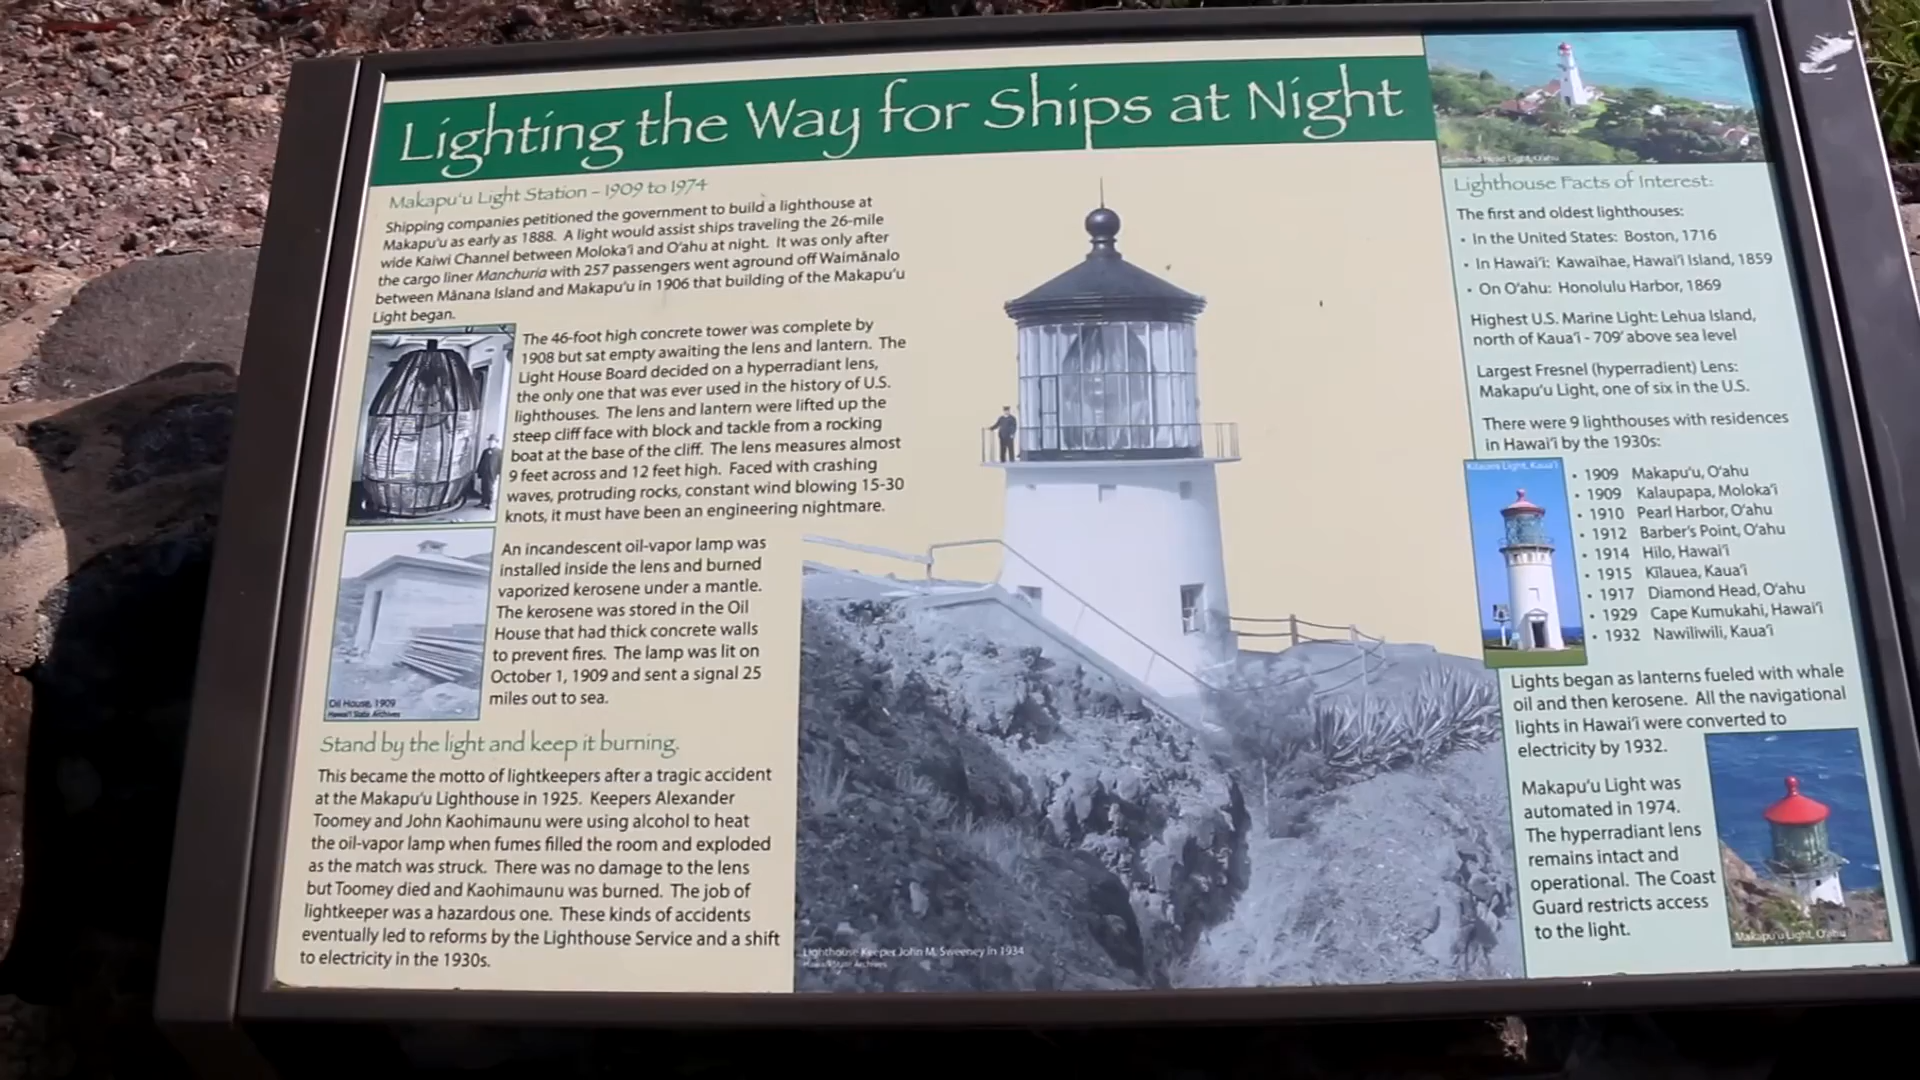 Lighting the Way for Ships at Night
Makapu'u Light Station – 1909 to 1974
Shipping companies petitioned the government to build a lighthouse at
Makapu'u as early as 1888. A light would assist ships traveling the 26-mile
wide Kaiwi Channel between Moloka'i and O'ahu at night. It was only after
the cargo liner Manchuria with 257 passengers went aground off Waimānalo
between Mānana Island and Makapu'u in 1906 that building of the Makapu'u
Light began.
The 46-foot high concrete tower was complete by
1908 but sat empty awaiting the lens and lantern. The
Light House Board decided on a hyperradiant lens,
the only one that was ever used in the history of U.S.
lighthouses. The lens and lantern were lifted up the
steep cliff face with block and tackle from a rocking
boat at the base of the cliff. The lens measures almost
9 feet across and 12 feet high. Faced with crashing
waves, protruding rocks, constant wind blowing 15-30
knots, it must have been an engineering nightmare.
An incandescent oil-vapor lamp was
installed inside the lens and burned
vaporized kerosene under a mantle.
The kerosene was stored in the Oil
House that had thick concrete walls
to prevent fires. The lamp was lit on
October 1, 1909 and sent a signal 25
miles out to sea.
Oil House, 1909
Hawai'i State Archives
Stand by the light and keep it burning.
This became the motto of lightkeepers after a tragic accident
at the Makapu'u Lighthouse in 1925. Keepers Alexander
Toomey and John Kaohimaunu were using alcohol to heat
the oil-vapor lamp when fumes filled the room and exploded
as the match was struck. There was no damage to the lens
but Toomey died and Kaohimaunu was burned. The job of
lightkeeper was a hazardous one. These kinds of accidents
eventually led to reforms by the Lighthouse Service and a shift
to electricity in the 1930s.
Lighthouse Keeper John M. Sweeney in 1934
Hawai'i State Archives
Diamond Head Light, O'ahu
Lighthouse Facts of Interest:
The first and oldest lighthouses:
• In the United States: Boston, 1716
• In Hawai'i: Kawaihae, Hawai'i Island, 1859
• On O'ahu: Honolulu Harbor, 1869
Highest U.S. Marine Light: Lehua Island,
north of Kaua'i - 709' above sea level
Largest Fresnel (hyperradient) Lens:
Makapu'u Light, one of six in the U.S.
There were 9 lighthouses with residences
in Hawai'i by the 1930s:
Kilauea Light, Kaua'i
• 1909 Makapu'u, O'ahu
• 1909 Kalaupapa, Moloka'i
• 1910 Pearl Harbor, O'ahu
• 1912 Barber's Point, O'ahu
• 1914 Hilo, Hawai'i
• 1915 Kīlauea, Kaua'i
• 1917 Diamond Head, O'ahu
• 1929 Cape Kumukahi, Hawai'i
• 1932 Nawiliwili, Kaua'i
Lights began as lanterns fueled with whale
oil and then kerosene. All the navigational
lights in Hawai'i were converted to
electricity by 1932.
Makapu'u Light was
automated in 1974.
The hyperradiant lens
remains intact and
operational. The Coast
Guard restricts access
to the light.
Makapu'u Light, O'ahu